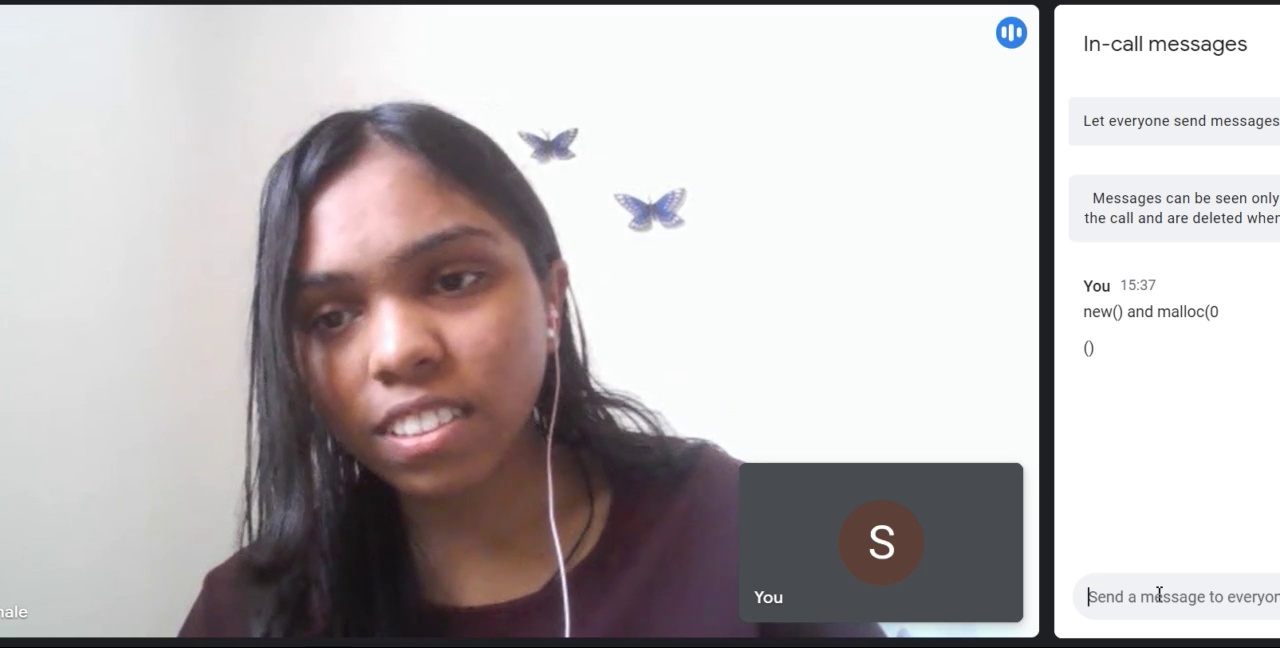 In-call messages
Let everyone send messages
Messages can be seen only
the call and are deleted when
You 15:37
new() and malloc(0
()
S
You
Send a message to everyon